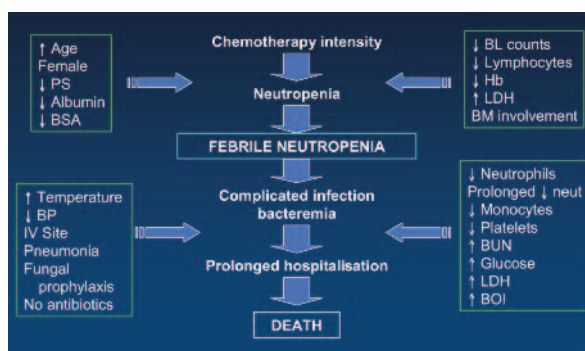 Chemotherapy intensity
Neutropenia
FEBRILE NEUTROPENIA
Complicated infection
bacteremia
Prolonged hospitalisation
DEATH
↑ Age
Female
↓ PS
↓ Albumin
↓ BSA
↓ BL counts
↓ Lymphocytes
↓ Hb
↑ LDH
BM involvement
↑ Temperature
↓ BP
IV Site
Pneumonia
Fungal
prophylaxis
No antibiotics
↓ Neutrophils
Prolonged ↓ neut
↓ Monocytes
↓ Platelets
↑ BUN
↑ Glucose
↑ LDH
↑ BOI